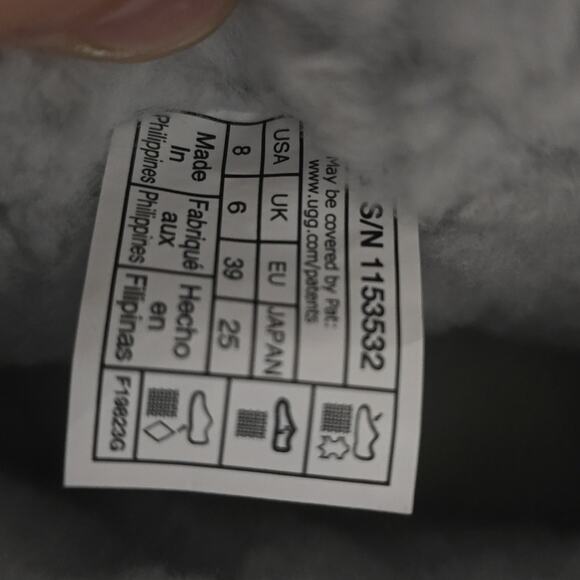 S/N 1153532
May be covered by Pat:
www.ugg.com/patents
USA UK EU JAPAN
8 6 39 25
Made Fabriqué Hecho
In aux en
Philippines Philippines Filipinas
F19823G